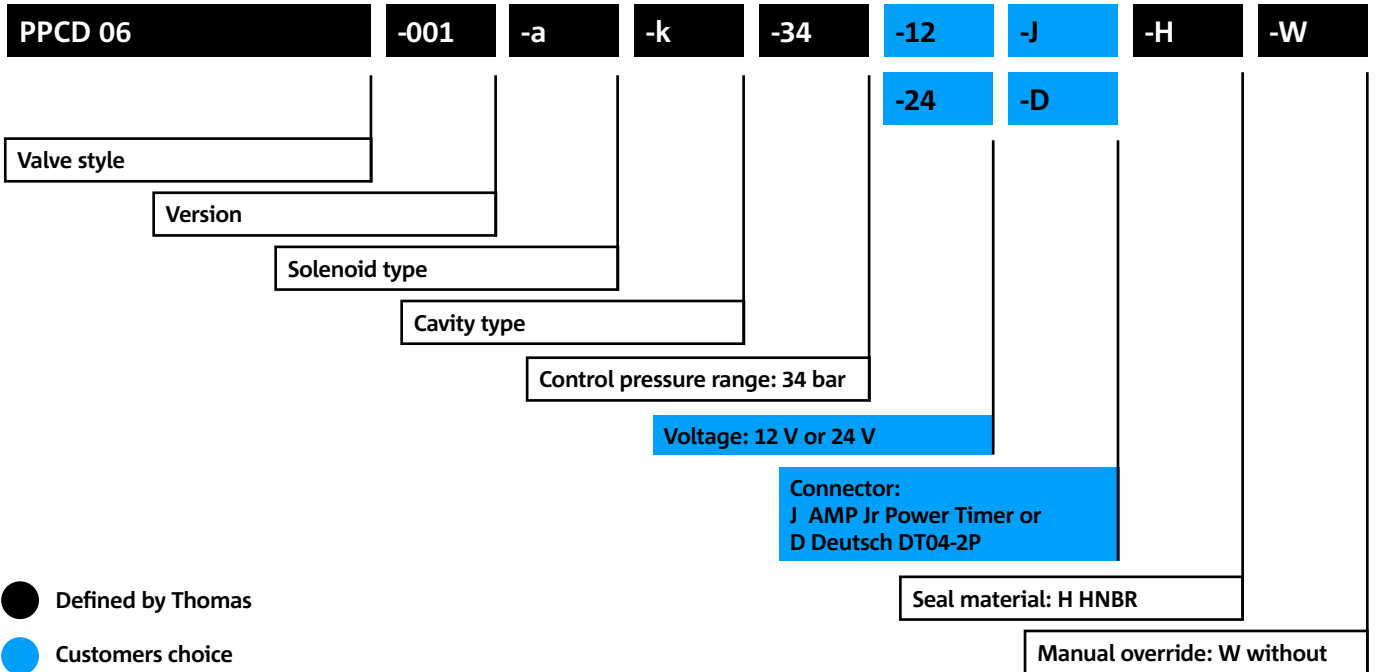 PPCD 06 -001 -a -k -34 -12 -J -H -W
-24 -D
Valve style
Version
Solenoid type
Cavity type
Control pressure range: 34 bar
Voltage: 12 V or 24 V
Connector:
J AMP Jr Power Timer or
D Deutsch DT04-2P
Defined by Thomas
Seal material: H HNBR
Customers choice
Manual override: W without